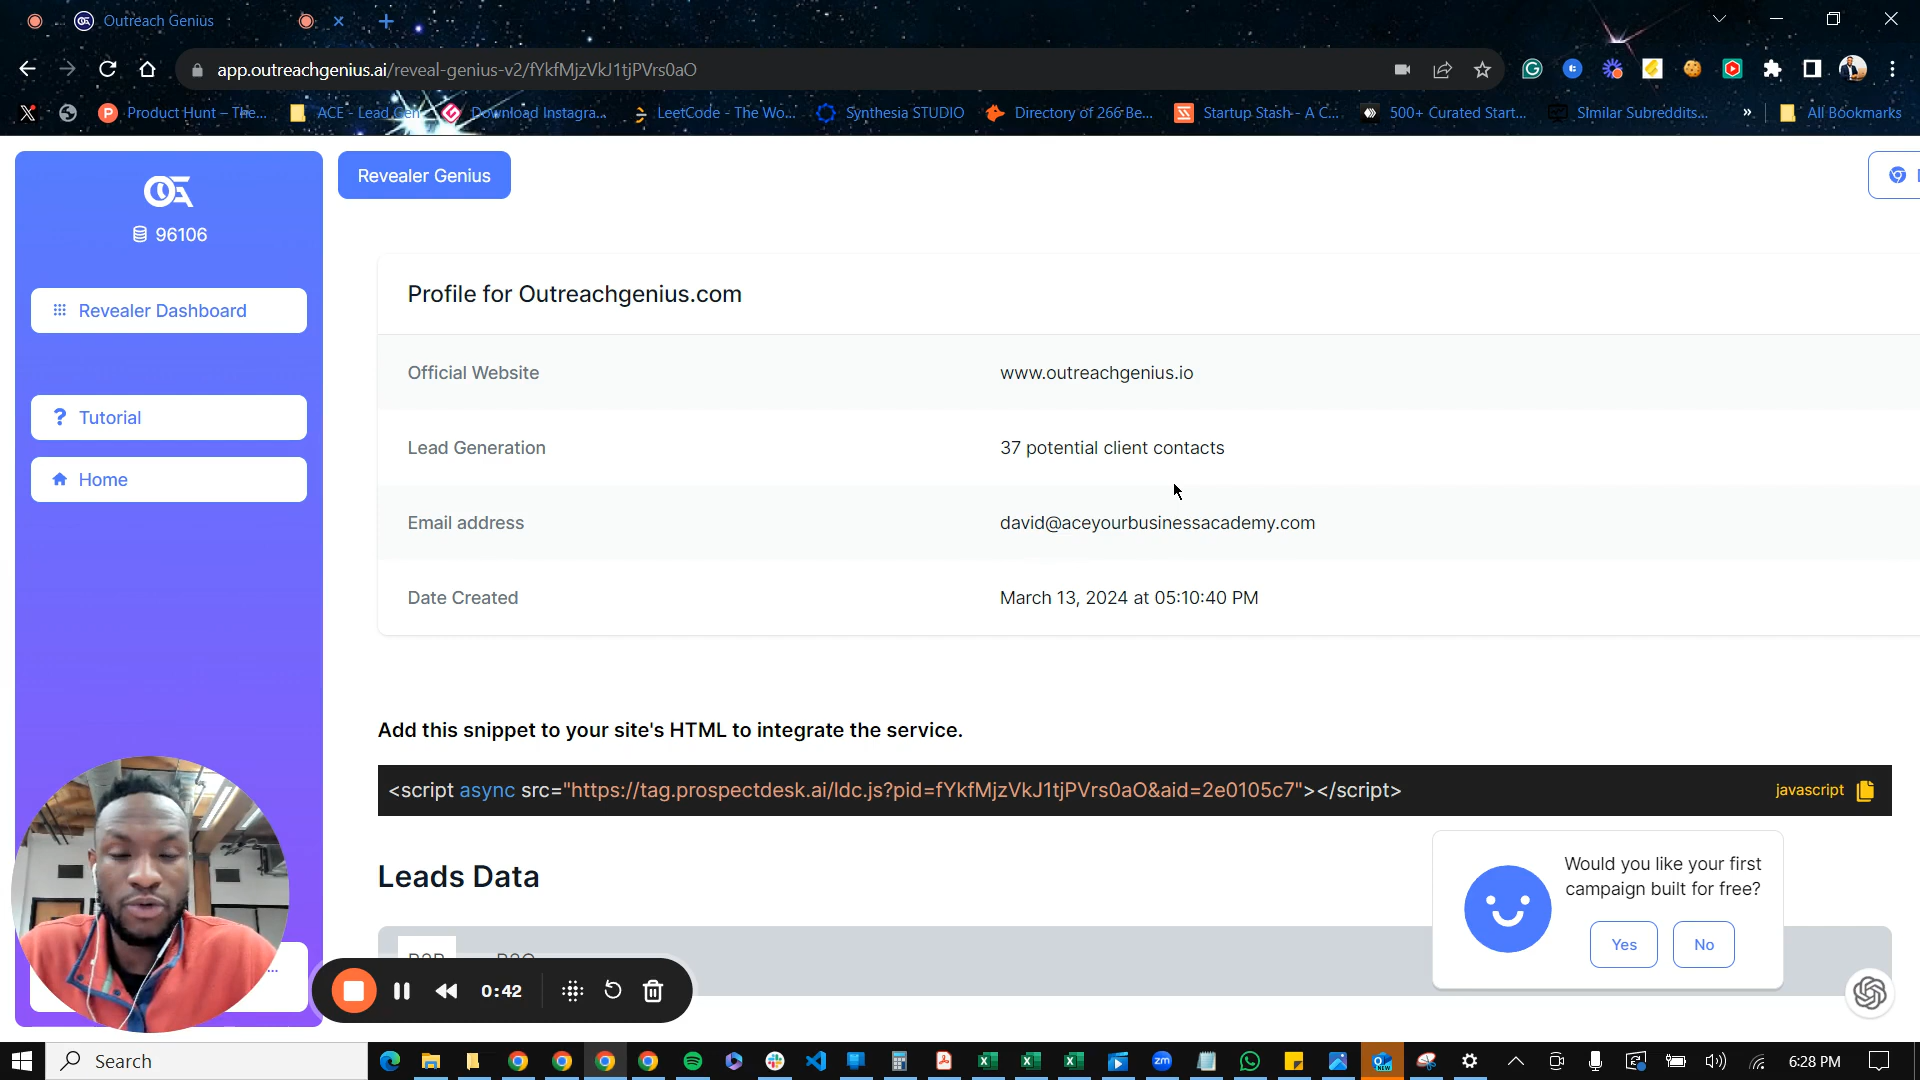 Outreach Genius
app.outreachgenius.ai/reveal-genius-v2/fYkfMjzVkJ1tjPVrs0aO
Product Hunt – The...
ACE - Lead Gen
Download Instagra...
LeetCode - The Wo...
Synthesia STUDIO
Directory of 266 Be...
Startup Stash - A C...
500+ Curated Start...
SImilar Subreddits...
»
All Bookmarks
96106
Revealer Genius
Revealer Dashboard
Tutorial
Home
Profile for Outreachgenius.com
Official Website
www.outreachgenius.io
Lead Generation
37 potential client contacts
Email address
david@aceyourbusinessacademy.com
Date Created
March 13, 2024 at 05:10:40 PM
Add this snippet to your site's HTML to integrate the service.
<script async src="https://tag.prospectdesk.ai/ldc.js?pid=fYkfMjzVkJ1tjPVrs0aO&aid=2e0105c7"></script>
javascript
Leads Data
Would you like your first
campaign built for free?
Yes
No
0:42
Search
6:28 PM